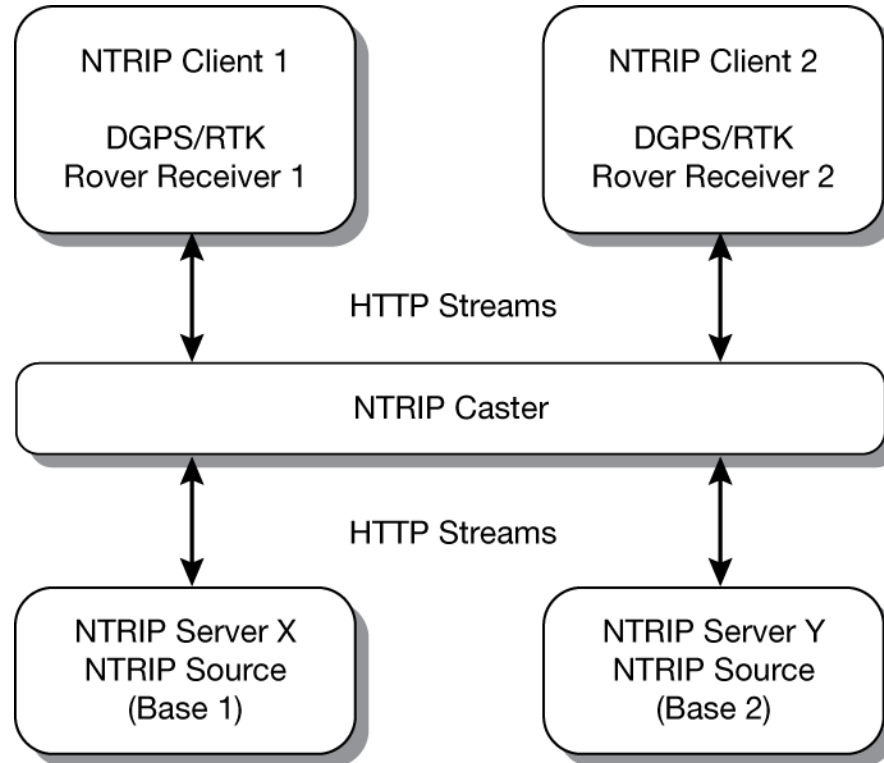 NTRIP Client 1
DGPS/RTK
Rover Receiver 1
NTRIP Client 2
DGPS/RTK
Rover Receiver 2
HTTP Streams
NTRIP Caster
HTTP Streams
NTRIP Server X
NTRIP Source
(Base 1)
NTRIP Server Y
NTRIP Source
(Base 2)